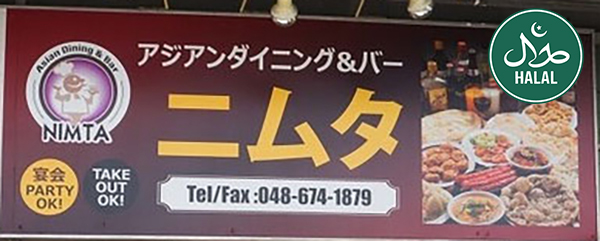 Asian Dining & Bar
NIMTA
アジアンダイニング&バー
ニムタ
宴会
PARTY
OK!
TAKE
OUT
OK!
Tel/Fax :048-674-1879
حلال
HALAL